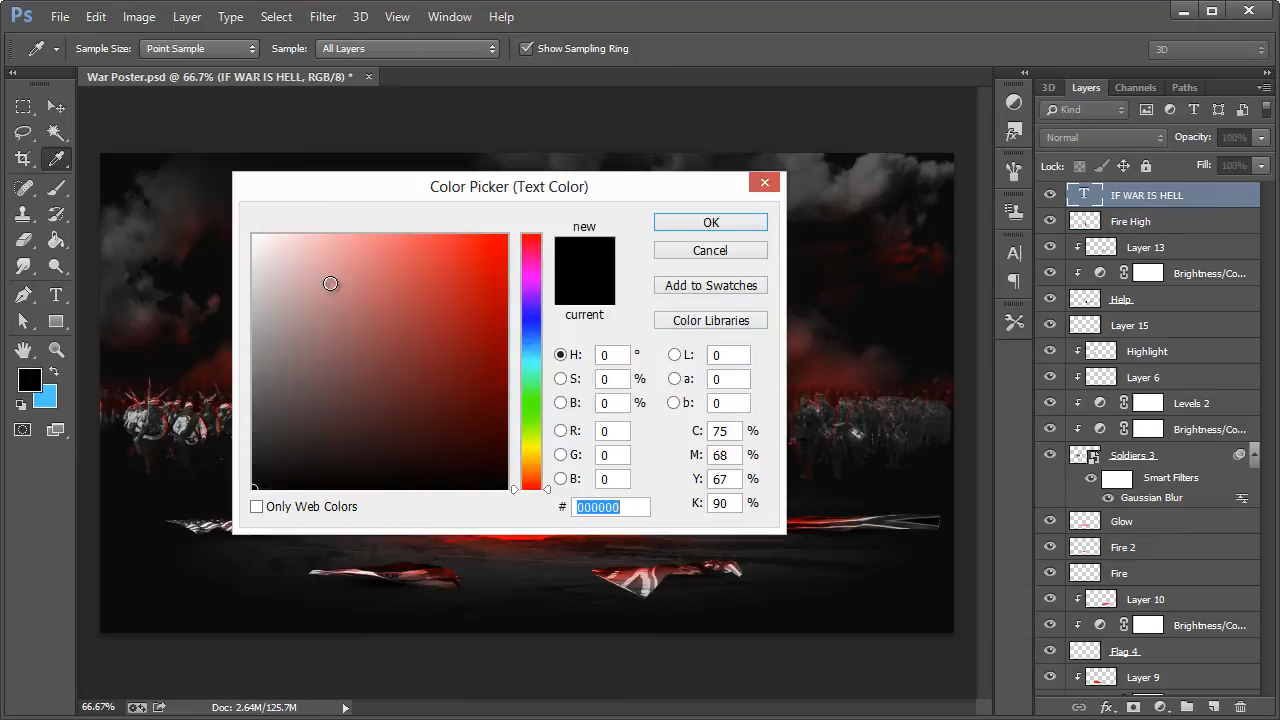 Ps File Edit Image Layer Type Select Filter 3D View Window Help
Sample Size: Point Sample Sample: All Layers Show Sampling Ring 3D
War Poster.psd @ 66.7% (IF WAR IS HELL, RGB/8) * ×
3D Layers Channels Paths
Kind
Normal Opacity: 100%
Lock: Fill: 100%
Color Picker (Text Color)
new
current
OK
Cancel
Add to Swatches
Color Libraries
H: 0 ° L: 0
S: 0 % a: 0
B: 0 % b: 0
R: 0 C: 75 %
G: 0 M: 68 %
B: 0 Y: 67 %
# 000000 K: 90 %
Only Web Colors
T IF WAR IS HELL
Fire High
Layer 13
Brightness/Co...
Help
Layer 15
Highlight
Layer 6
Levels 2
Brightness/Co...
Soldiers 3
Smart Filters
Gaussian Blur
Glow
Fire 2
Fire
Layer 10
Brightness/Co...
Flag 4
Layer 9
66.67% Doc: 2.64M/125.7M